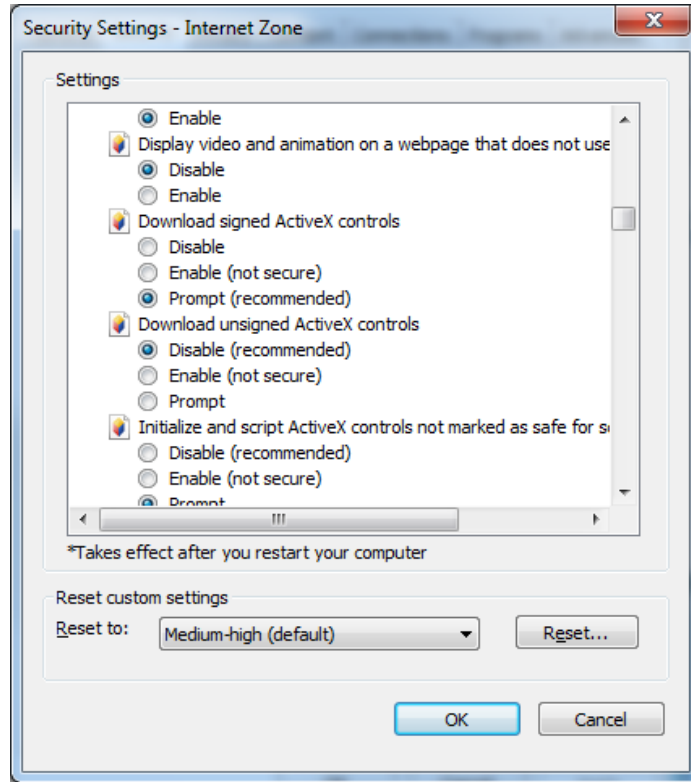 Security Settings - Internet Zone
Settings
Enable
Display video and animation on a webpage that does not use
Disable
Enable
Download signed ActiveX controls
Disable
Enable (not secure)
Prompt (recommended)
Download unsigned ActiveX controls
Disable (recommended)
Enable (not secure)
Prompt
Initialize and script ActiveX controls not marked as safe for
Disable (recommended)
Enable (not secure)
Prompt
*Takes effect after you restart your computer
Reset custom settings
Reset to:
Medium-high (default)
Reset...
OK
Cancel